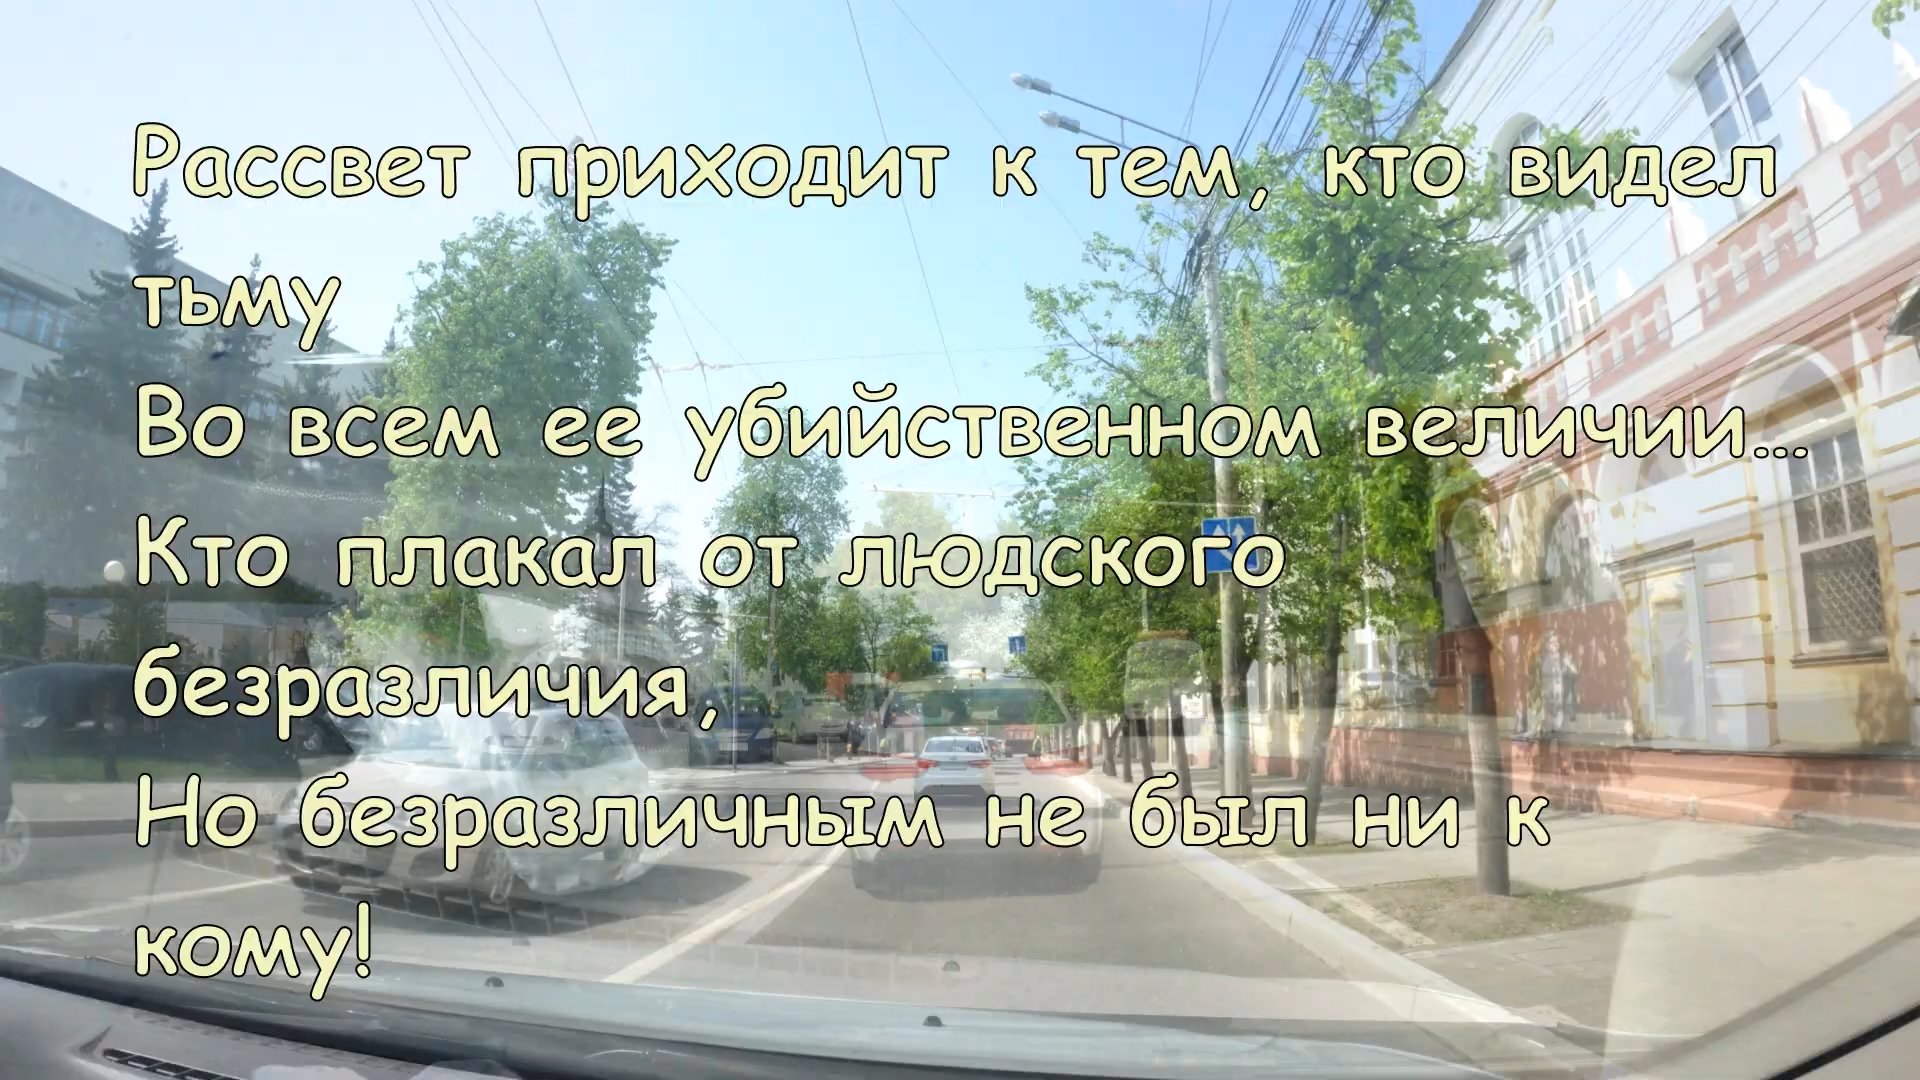 Рассвет приходит к тем, кто видел
тьму
Во всем ее убийственном величии...
Кто плакал от людского
безразличия,
Но безразличным не был ни к
кому!